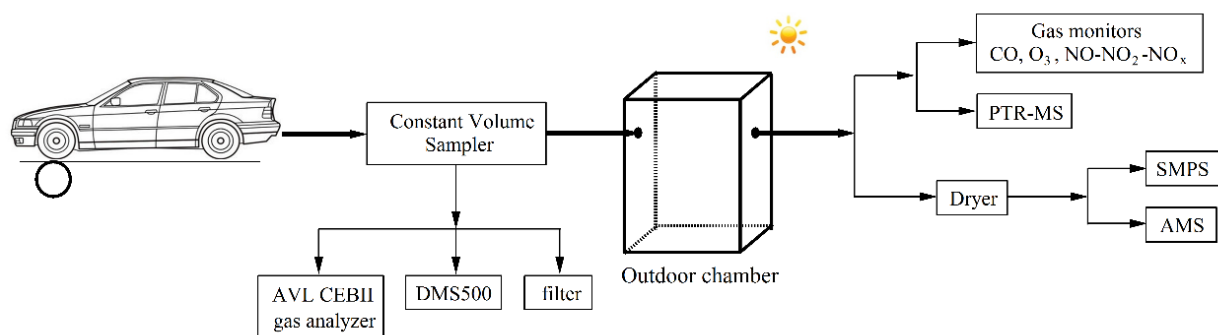 Constant Volume
Sampler
AVL CEBII
gas analyzer
DMS500
filter
Outdoor chamber
Gas monitors
CO, O₃, NO-NO₂-NOₓ
PTR-MS
Dryer
SMPS
AMS